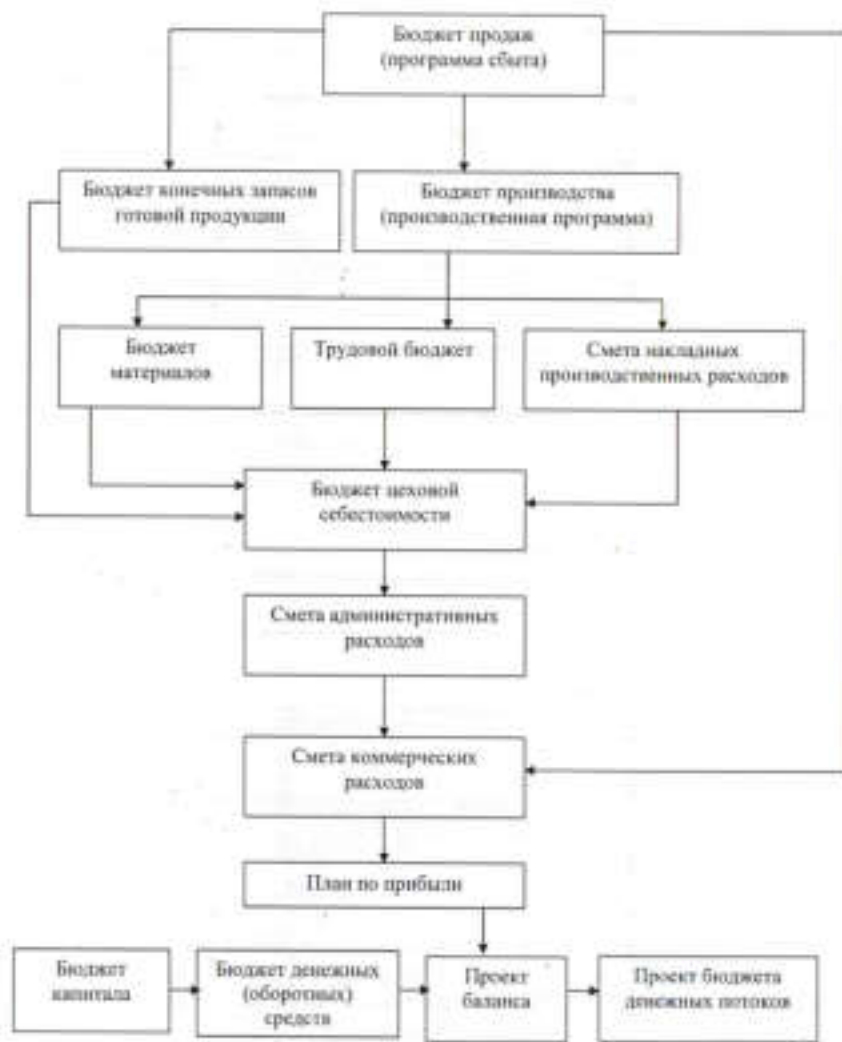 Бюджет продаж
(программа сбыта)
Бюджет конечных запасов
готовой продукции
Бюджет производства
(производственная программа)
Бюджет
материалов
Трудовой бюджет
Смета накладных
производственных расходов
Бюджет цеховой
себестоимости
Смета административных
расходов
Смета коммерческих
расходов
План по прибыли
Бюджет
капитала
Бюджет денежных
(оборотных)
средств
Проект
баланса
Проект бюджета
денежных потоков